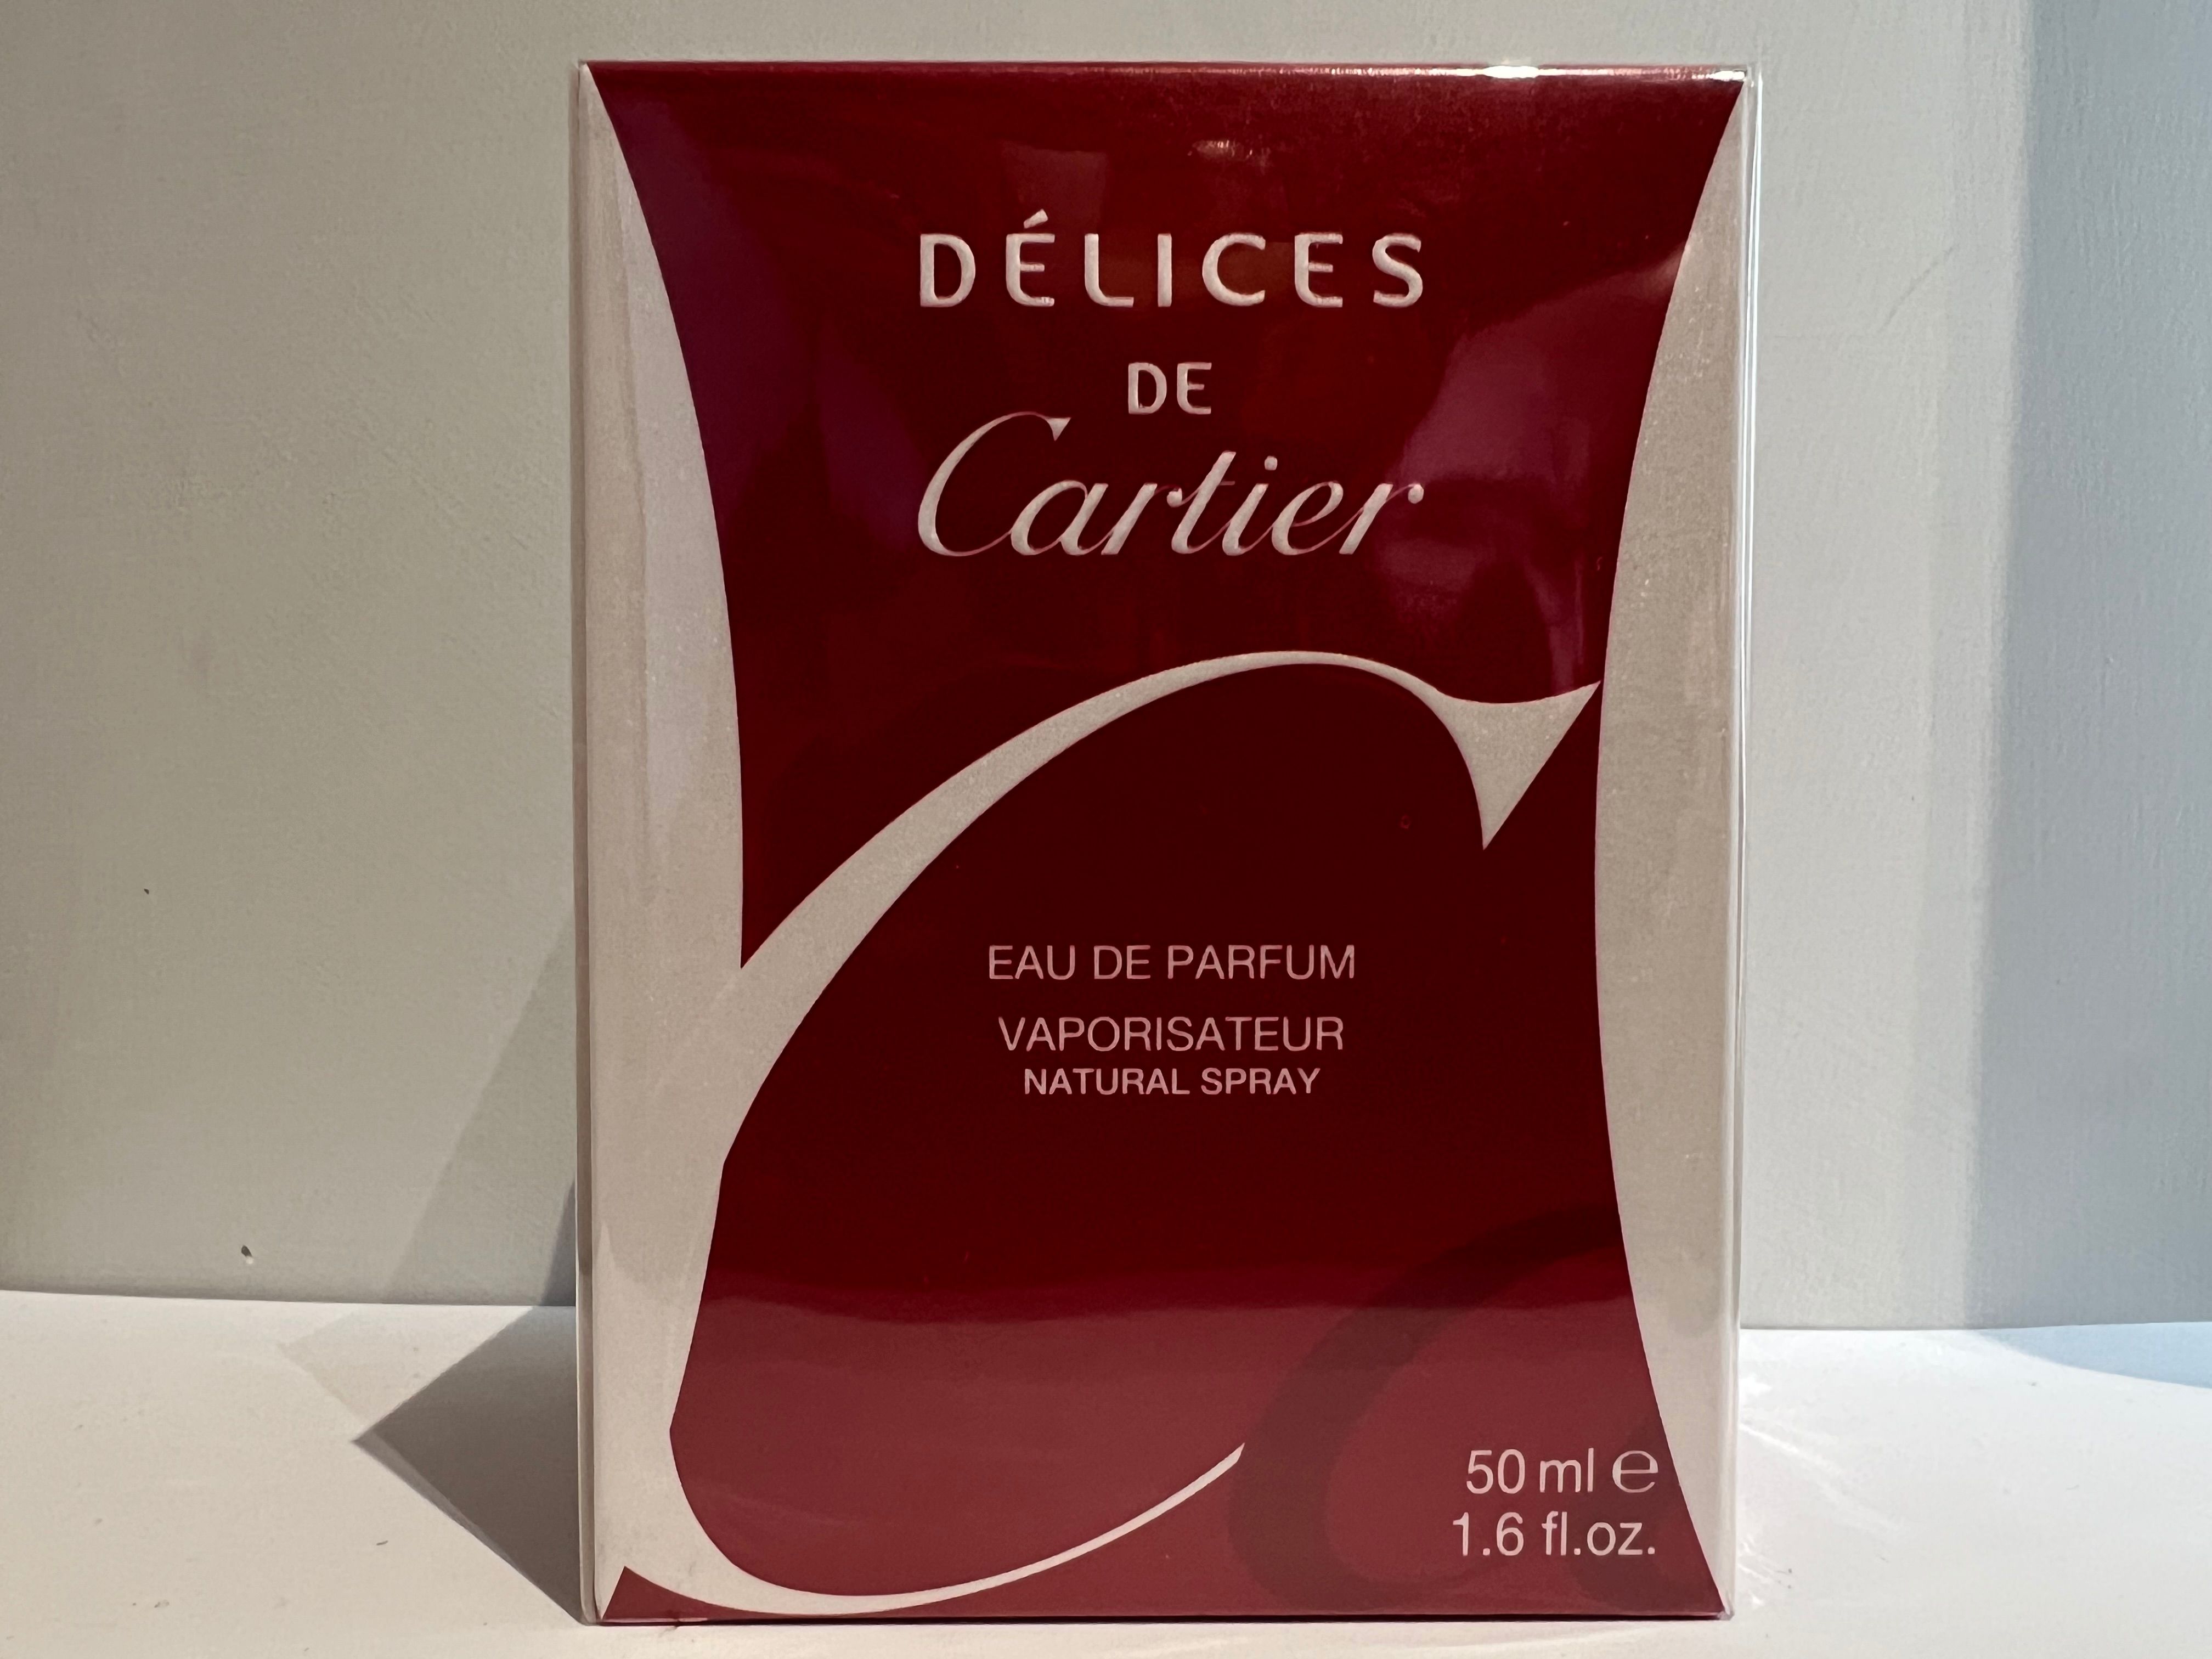 DÉLICES
DE
Cartier
EAU DE PARFUM
VAPORISATEUR
NATURAL SPRAY
50 ml ℮
1.6 fl.oz.